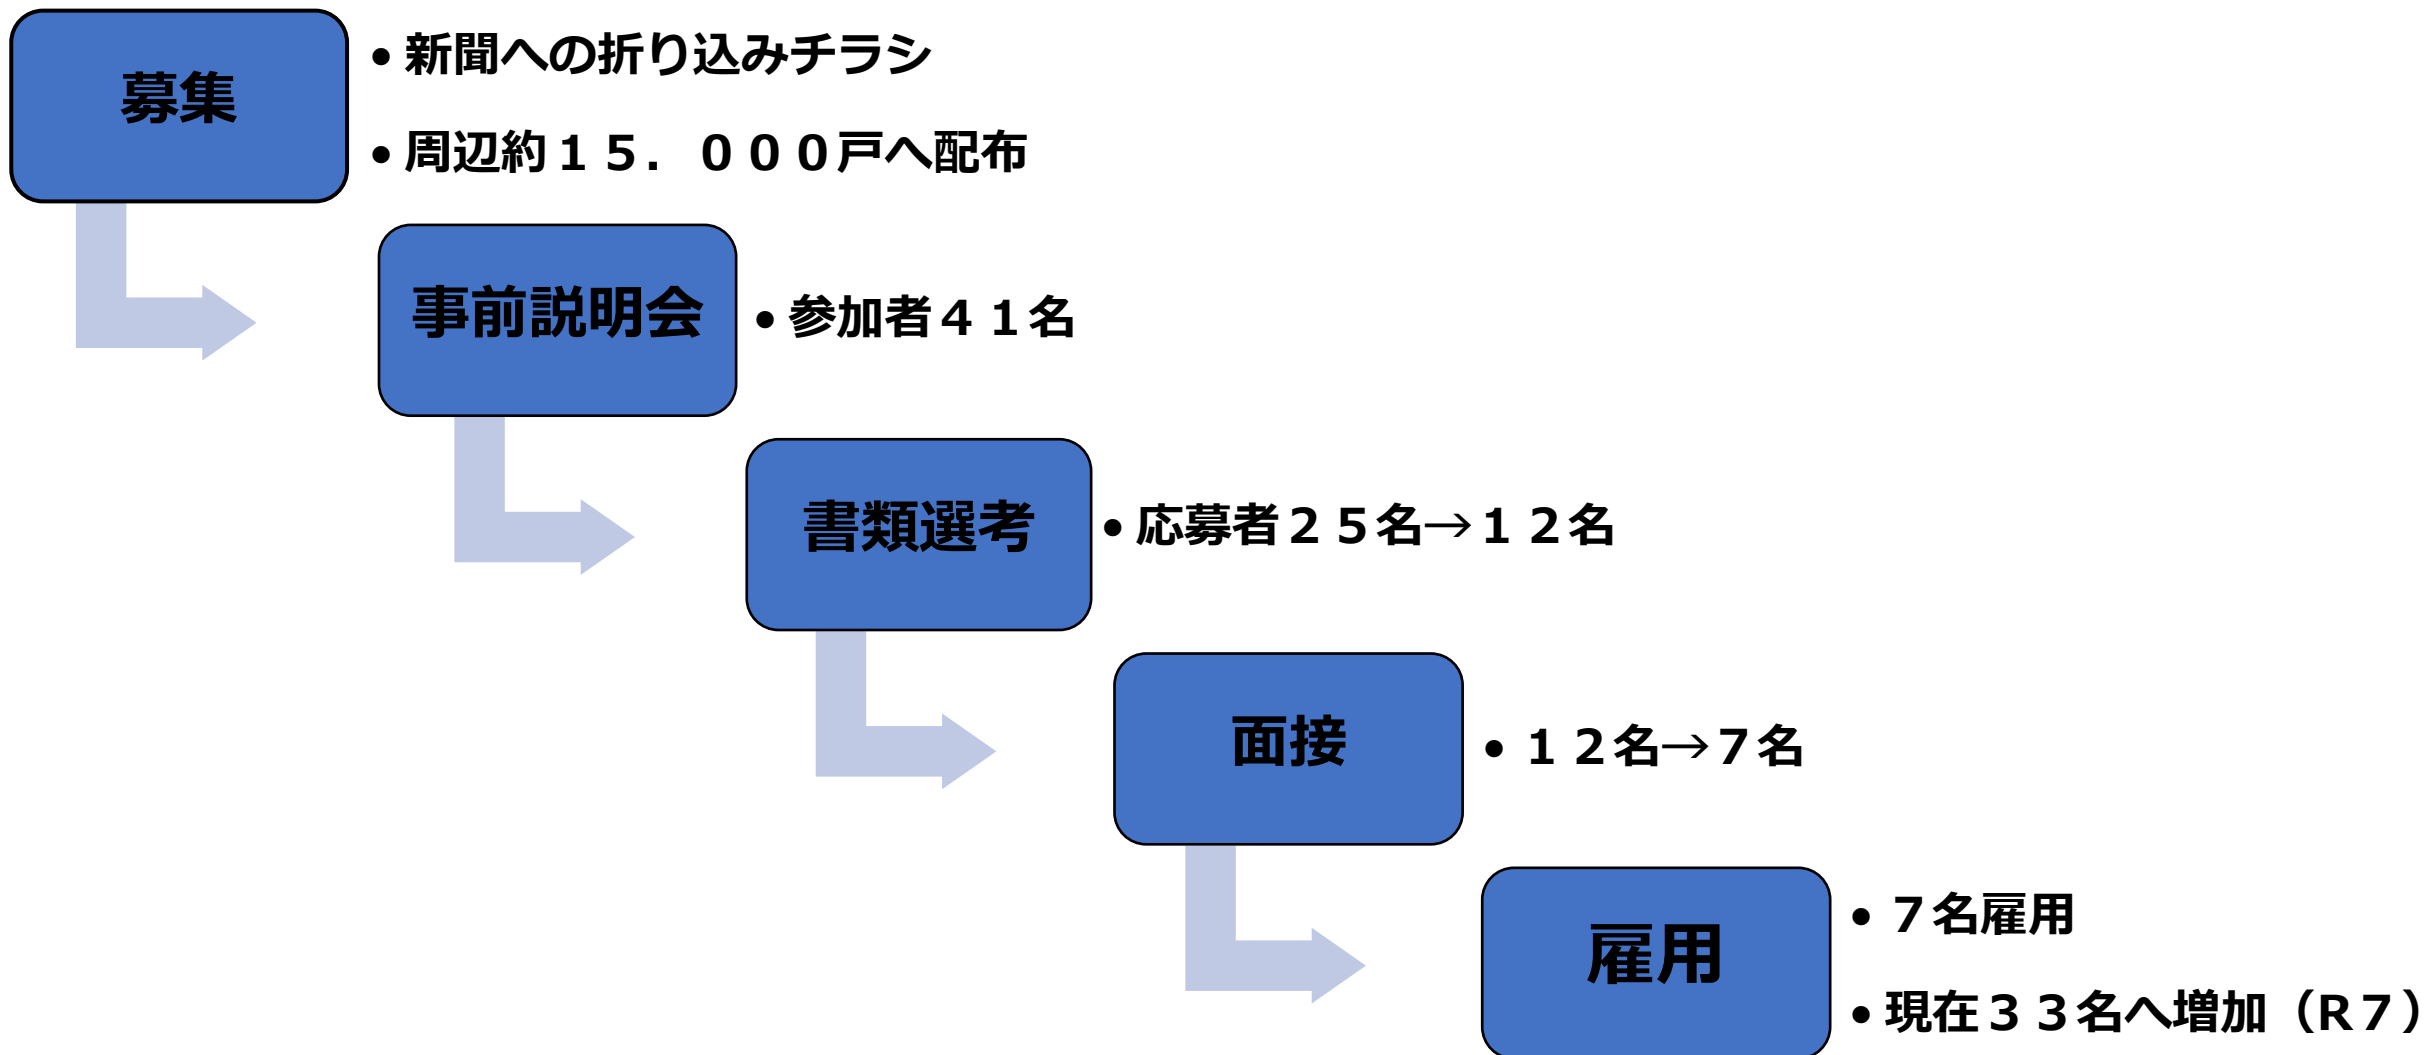 募集
• 新聞への折り込みチラシ
• 周辺約１５．０００戸へ配布
事前説明会
• 参加者４１名
書類選考
• 応募者２５名→１２名
面接
• １２名→７名
雇用
• ７名雇用
• 現在３３名へ増加（R７）